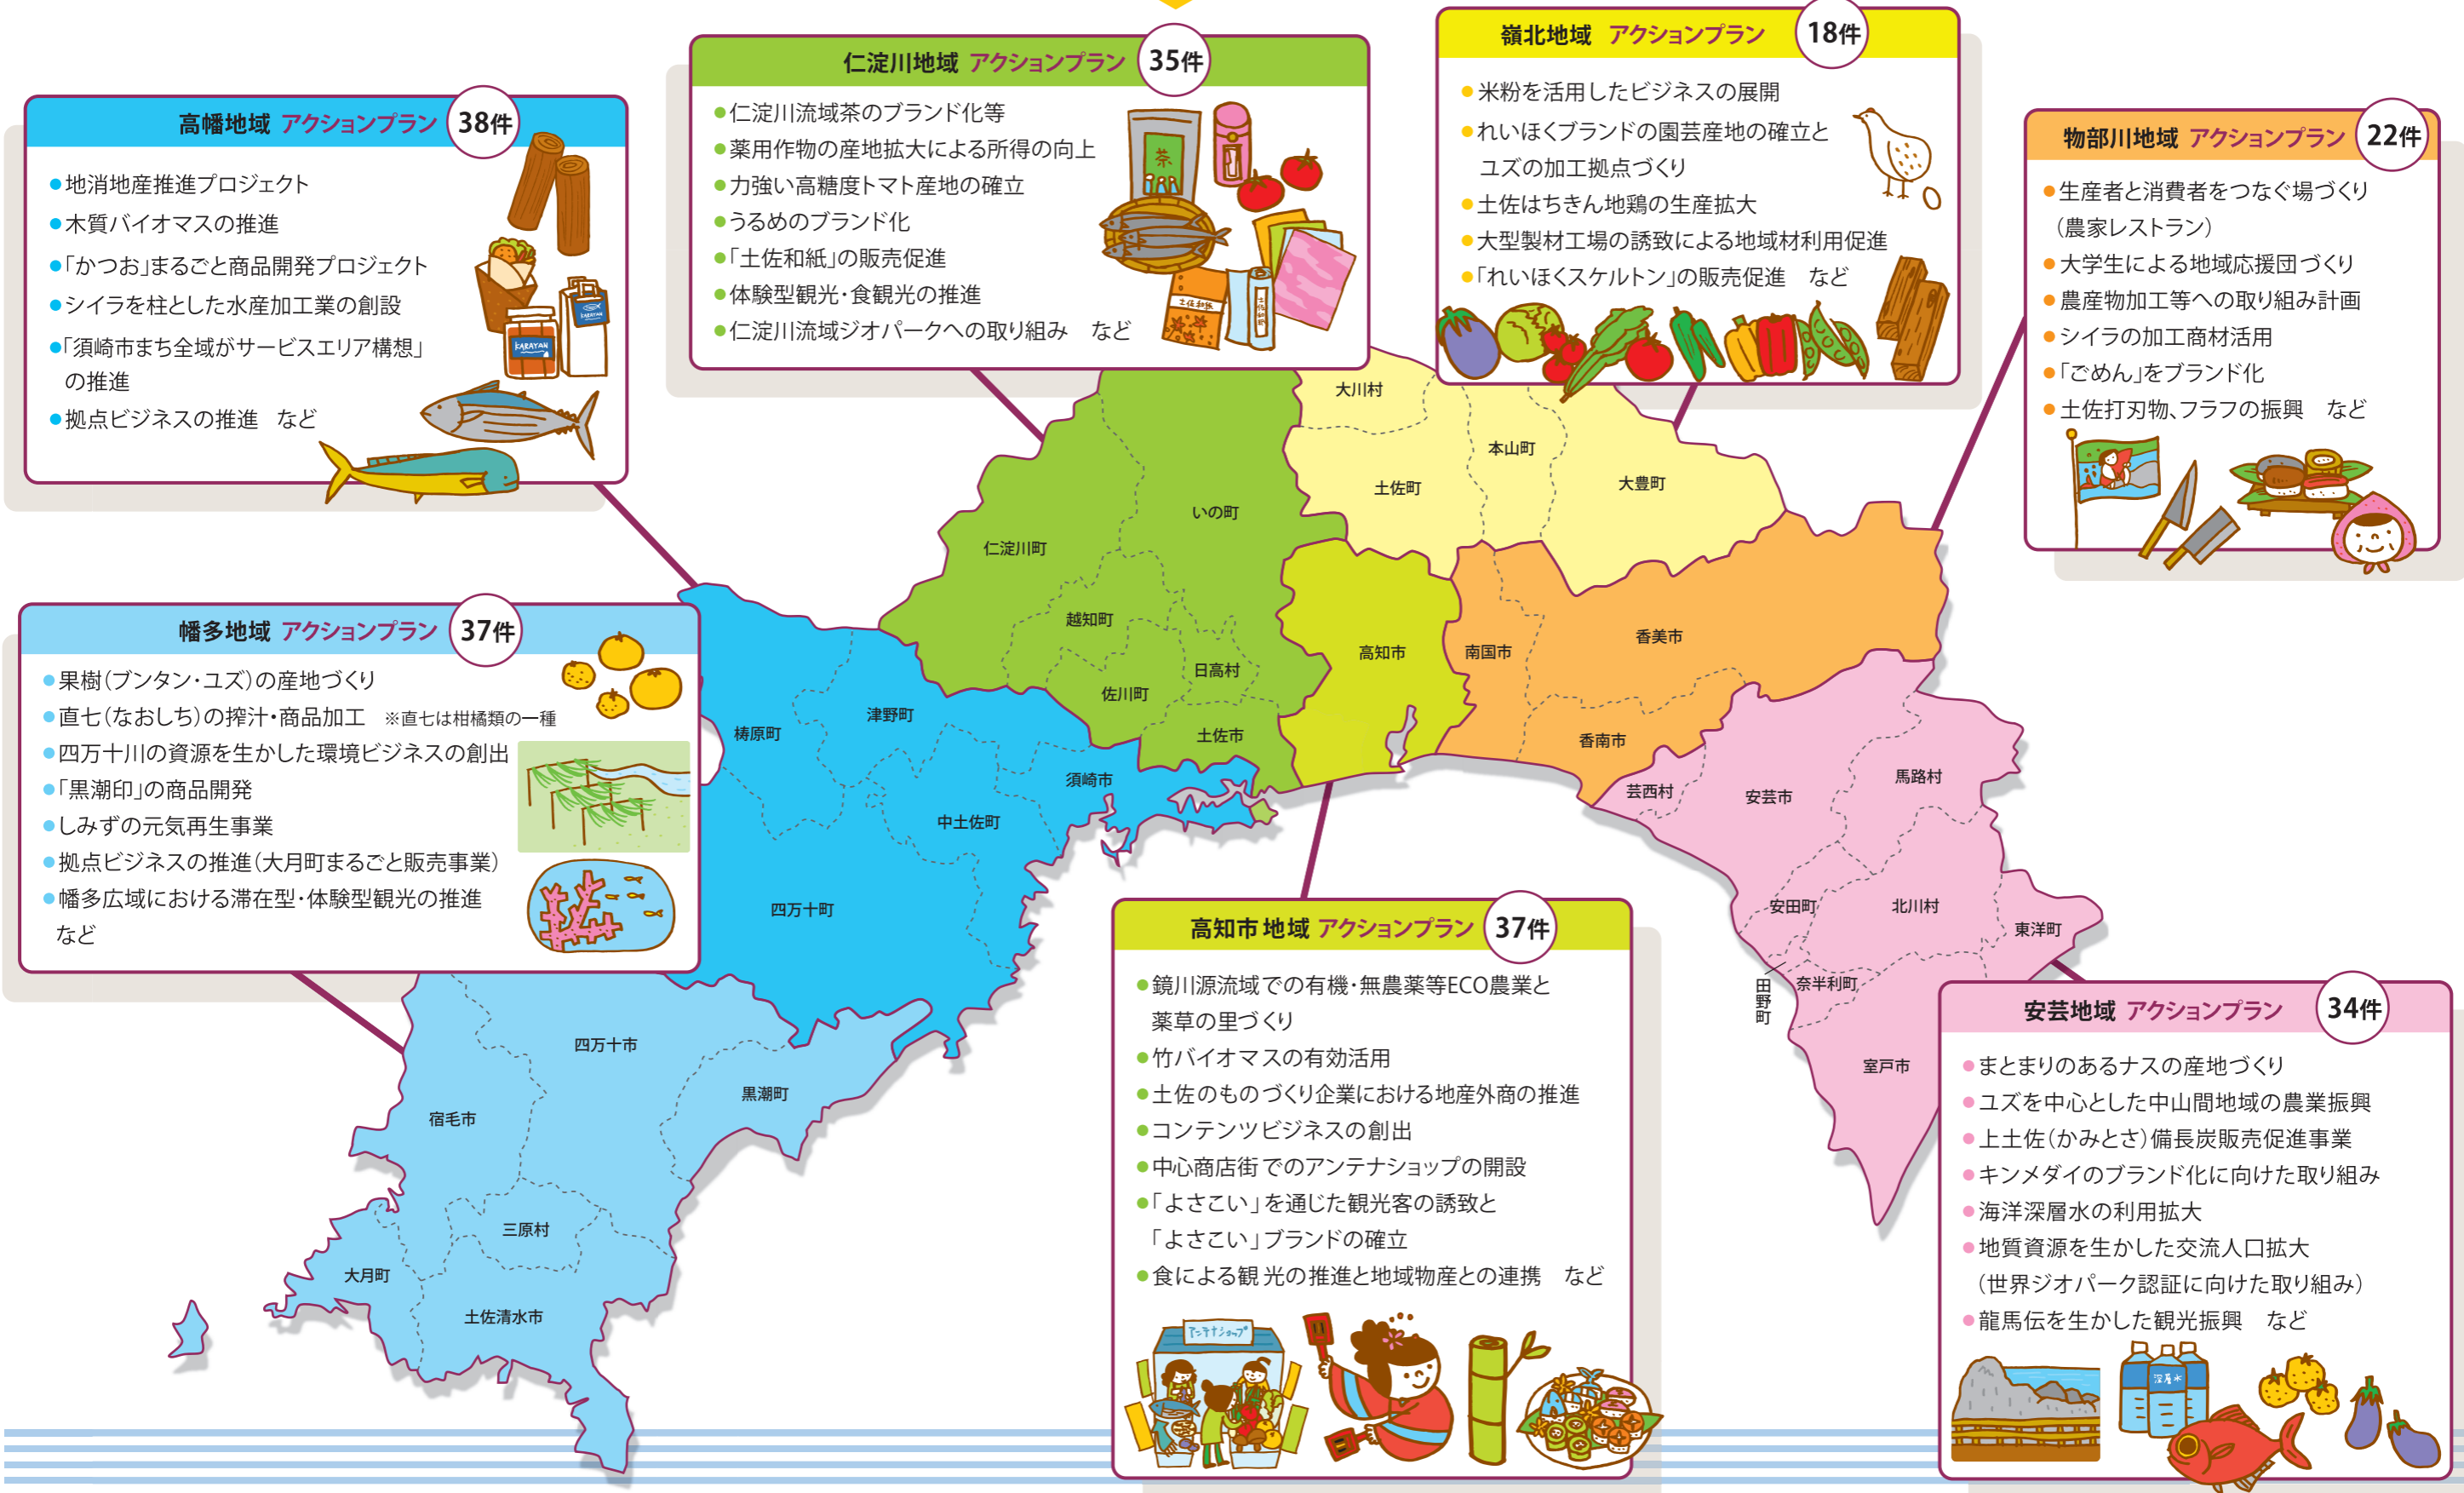 高幡地域 アクションプラン 38件
●地消地産推進プロジェクト
●木質バイオマスの推進
●「かつお」まるごと商品開発プロジェクト
●シイラを柱とした水産加工業の創設
●「須崎市まち全域がサービスエリア構想」
の推進
●拠点ビジネスの推進 など
KARAYAN
KARAYAN
仁淀川地域 アクションプラン 35件
●仁淀川流域茶のブランド化等
●薬用作物の産地拡大による所得の向上
●力強い高糖度トマト産地の確立
●うるめのブランド化
●「土佐和紙」の販売促進
●体験型観光・食観光の推進
●仁淀川流域ジオパークへの取り組み など
茶
土佐和紙
土佐和紙
嶺北地域 アクションプラン 18件
●米粉を活用したビジネスの展開
●れいほくブランドの園芸産地の確立と
ユズの加工拠点づくり
●土佐はちきん地鶏の生産拡大
●大型製材工場の誘致による地域材利用促進
●「れいほくスケルトン」の販売促進 など
物部川地域 アクションプラン 22件
●生産者と消費者をつなぐ場づくり
（農家レストラン）
●大学生による地域応援団づくり
●農産物加工等への取り組み計画
●シイラの加工商材活用
●「ごめん」をブランド化
●土佐打刃物、フラフの振興 など
幡多地域 アクションプラン 37件
●果樹（ブンタン・ユズ）の産地づくり
●直七（なおしち）の搾汁・商品加工 ※直七は柑橘類の一種
●四万十川の資源を生かした環境ビジネスの創出
●「黒潮印」の商品開発
●しみずの元気再生事業
●拠点ビジネスの推進（大月町まるごと販売事業）
●幡多広域における滞在型・体験型観光の推進
など
高知市地域 アクションプラン 37件
●鏡川源流域での有機・無農薬等ECO農業と
薬草の里づくり
●竹バイオマスの有効活用
●土佐のものづくり企業における地産外商の推進
●コンテンツビジネスの創出
●中心商店街でのアンテナショップの開設
●「よさこい」を通じた観光客の誘致と
「よさこい」ブランドの確立
●食による観光の推進と地域物産との連携 など
アンテナショップ
安芸地域 アクションプラン 34件
●まとまりのあるナスの産地づくり
●ユズを中心とした中山間地域の農業振興
●上土佐（かみとさ）備長炭販売促進事業
●キンメダイのブランド化に向けた取り組み
●海洋深層水の利用拡大
●地質資源を生かした交流人口拡大
（世界ジオパーク認証に向けた取り組み）
●龍馬伝を生かした観光振興 など
深層水
大川村
本山町
土佐町
大豊町
いの町
仁淀川町
越知町
日高村
佐川町
土佐市
高知市
南国市
香美市
香南市
梼原町
津野町
須崎市
中土佐町
四万十町
芸西村
安芸市
馬路村
安田町
北川村
東洋町
田野町
奈半利町
室戸市
四万十市
黒潮町
宿毛市
三原村
大月町
土佐清水市